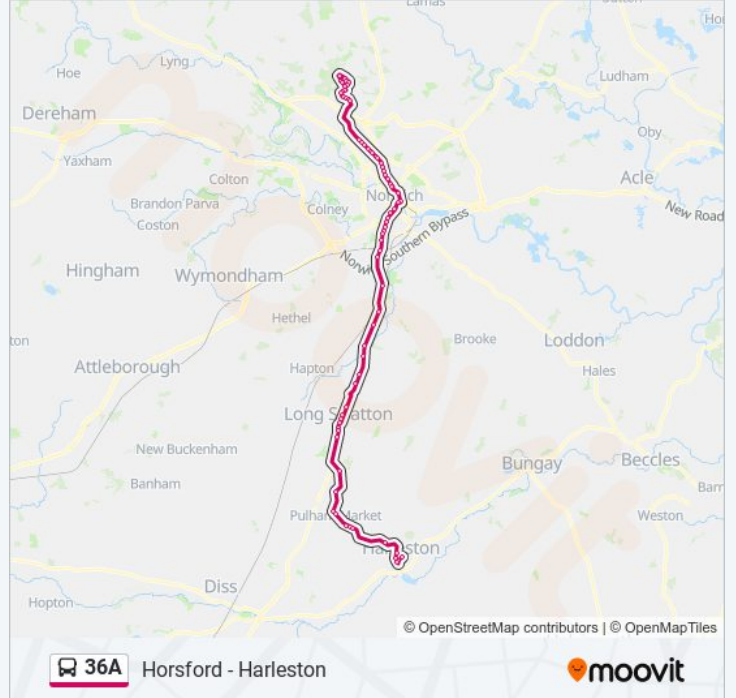 Lamas
Hoe
Lyng
Ludham
Dereham
Oby
Yaxham
Colton
Acle
Brandon Parva
Norwich
Colney
New Road
Coston
Southern Bypass
Hingham
Wymondham
Hethel
Brooke
Loddon
Attleborough
Hapton
Hales
Long Stratton
New Buckenham
Bungay
Beccles
Banham
Pulham Market
Weston
Harleston
Diss
Hopton
© OpenStreetMap contributors | © OpenMapTiles
36A Horsford - Harleston moovit
moovit